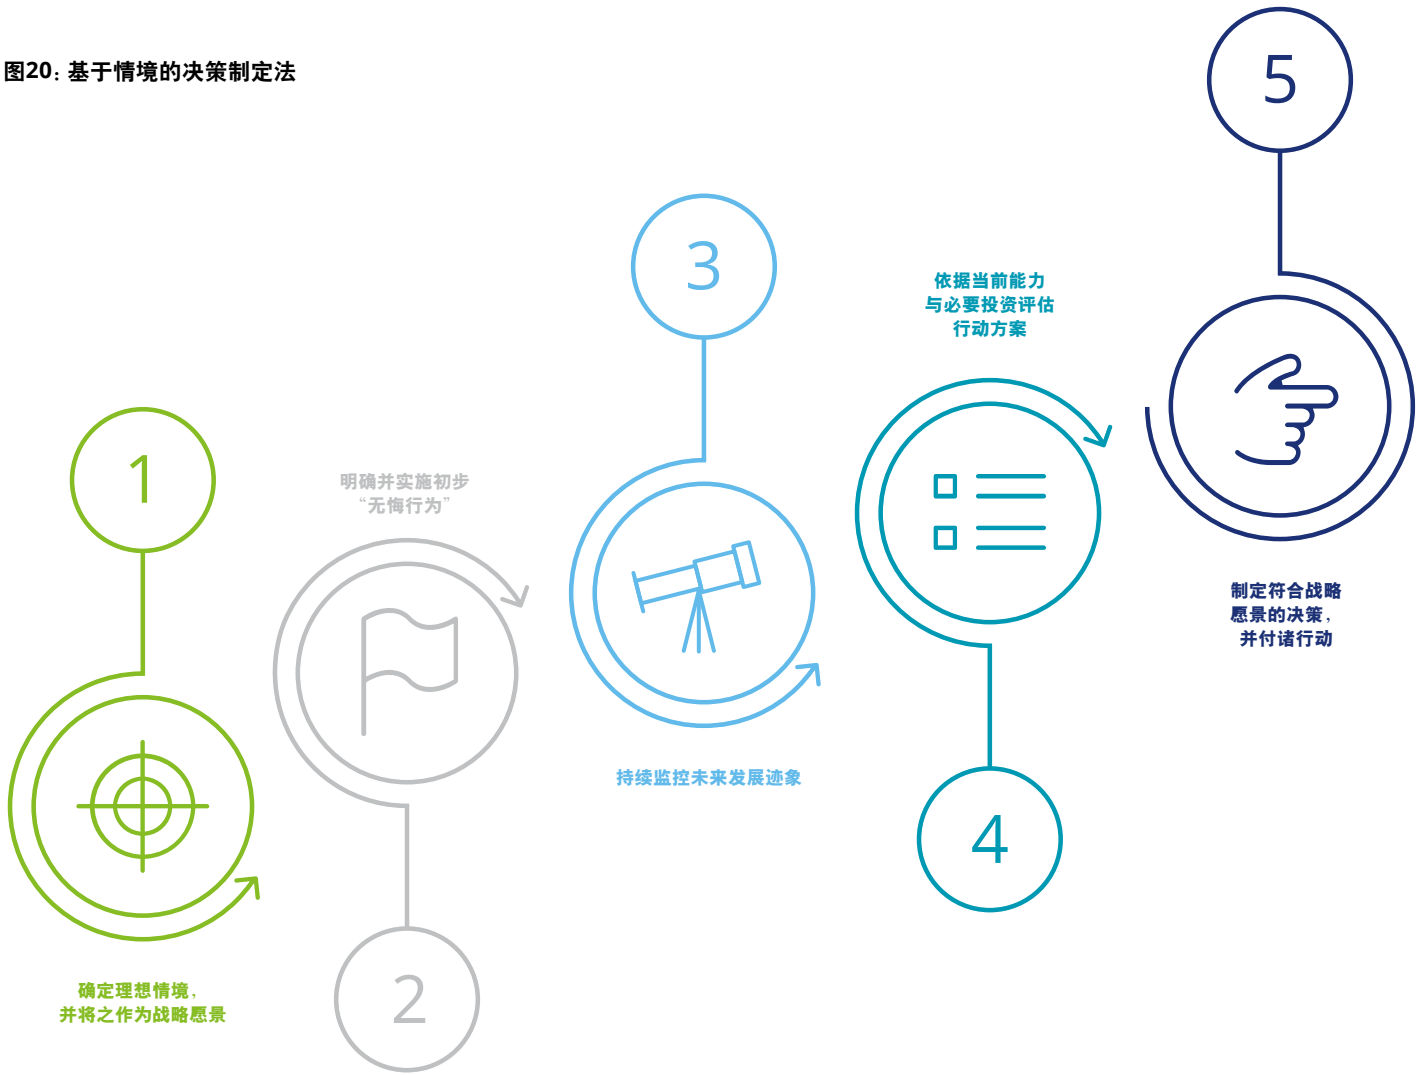 图20：基于情境的决策制定法
1
确定理想情境，
并将之作为战略愿景
2
明确并实施初步
“无悔行为”
3
持续监控未来发展迹象
4
依据当前能力
与必要投资评估
行动方案
5
制定符合战略
愿景的决策，
并付诸行动